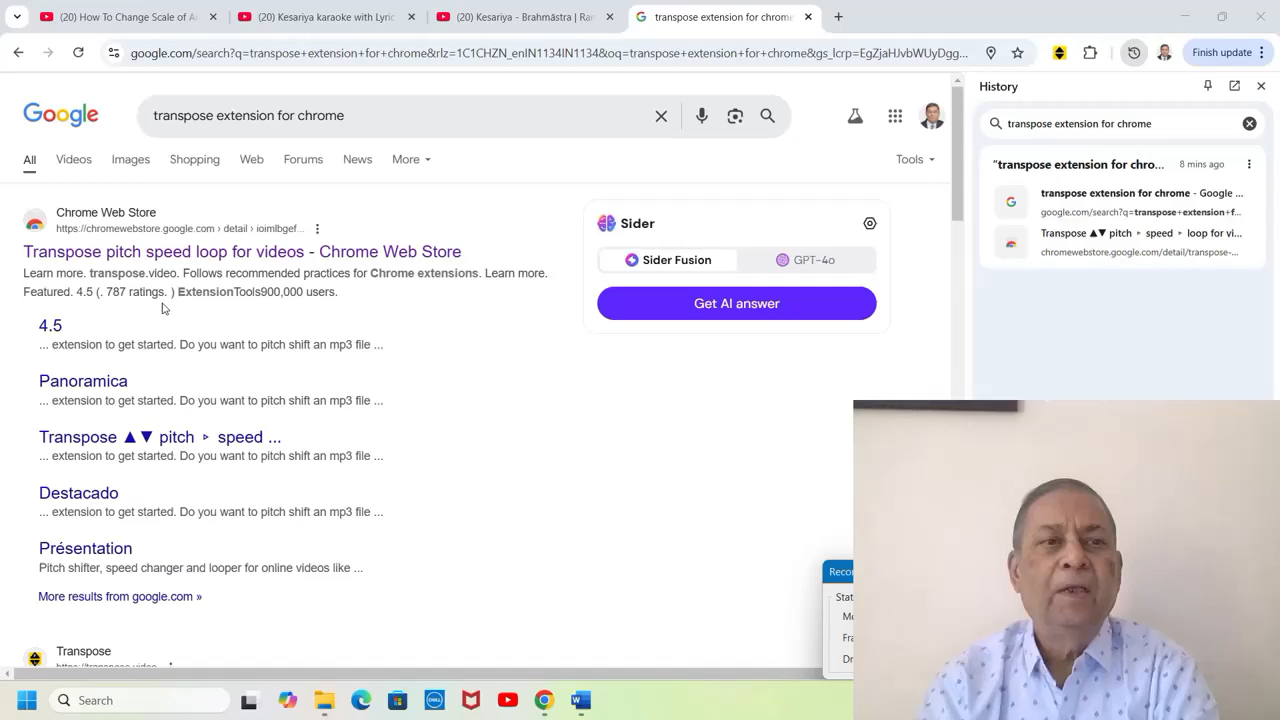 (20) How To Change Scale of A
(20) Kesariya karaoke with Lyric
(20) Kesariya - Brahmāstra | Ran
transpose extension for chrome
google.com/search?q=transpose+extension+for+chrome&rlz=1C1CHZN_enIN1134IN1134&oq=transpose+extension+for+chrome&gs_lcrp=EgZjaHJvbWUyDgg...
Finish update
Google
transpose extension for chrome
All
Videos
Images
Shopping
Web
Forums
News
More
Tools
Chrome Web Store
https://chromewebstore.google.com › detail › ioimlbgef...
Transpose pitch speed loop for videos - Chrome Web Store
Learn more. transpose.video. Follows recommended practices for Chrome extensions. Learn more.
Featured. 4.5 (. 787 ratings. ) ExtensionTools900,000 users.
4.5
... extension to get started. Do you want to pitch shift an mp3 file ...
Panoramica
... extension to get started. Do you want to pitch shift an mp3 file ...
Transpose ▲▼ pitch ▹ speed ...
... extension to get started. Do you want to pitch shift an mp3 file ...
Destacado
... extension to get started. Do you want to pitch shift an mp3 file ...
Présentation
Pitch shifter, speed changer and looper for online videos like ...
More results from google.com »
Transpose
Sider
Sider Fusion
GPT-4o
Get AI answer
History
transpose extension for chrome
"transpose extension for chro...
8 mins ago
transpose extension for chrome - Google ...
google.com/search?q=transpose+extension+f...
Transpose ▲▼ pitch ▹ speed ▹ loop for vi...
chromewebstore.google.com/detail/transpose-...
Recor
Stat
Mo
Fra
Dr
Search
DELL